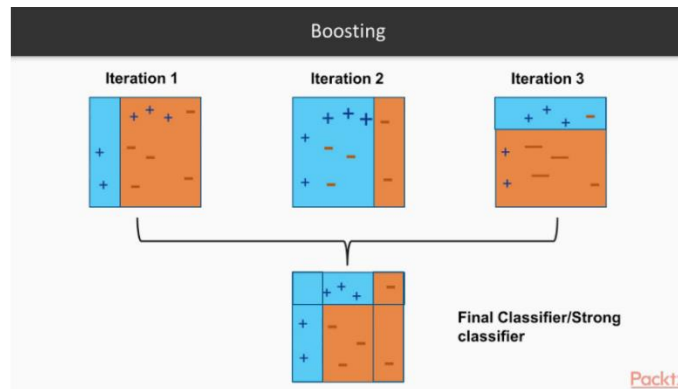 Boosting
Iteration 1
Iteration 2
Iteration 3
Final Classifier/Strong
classifier
Packt